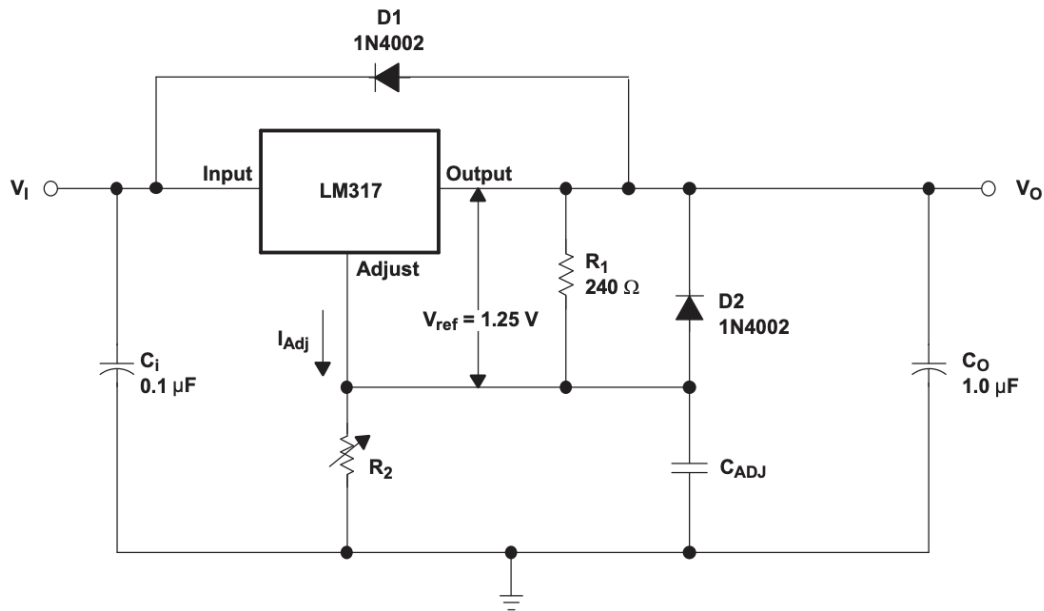 D1
1N4002
Input
LM317
Output
V_I
V_O
Adjust
R_1
240 Ω
D2
1N4002
V_ref = 1.25 V
I_Adj
C_i
0.1 µF
C_O
1.0 µF
R_2
C_ADJ